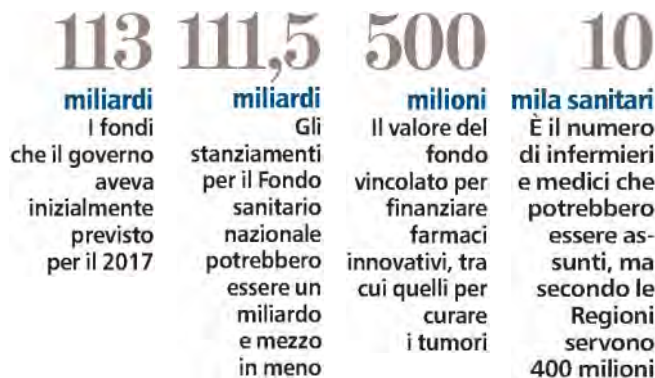 113
miliardi
I fondi
che il governo
aveva
inizialmente
previsto
per il 2017
111,5
miliardi
Gli
stanziamenti
per il Fondo
sanitario
nazionale
potrebbero
essere un
miliardo
e mezzo
in meno
500
milioni
Il valore del
fondo
vincolato per
finanziare
farmaci
innovativi, tra
cui quelli per
curare
i tumori
10
mila sanitari
È il numero
di infermieri
e medici che
potrebbero
essere as-
sunti, ma
secondo le
Regioni
servono
400 milioni